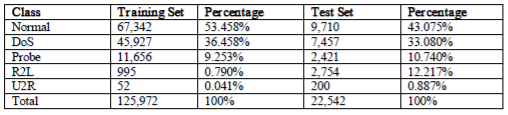 Class Training Set Percentage Test Set Percentage
Normal 67,342 53.458% 9,710 43.075%
DoS 45,927 36.458% 7,457 33.080%
Probe 11,656 9.253% 2,421 10.740%
R2L 995 0.790% 2,754 12.217%
U2R 52 0.041% 200 0.887%
Total 125,972 100% 22,542 100%